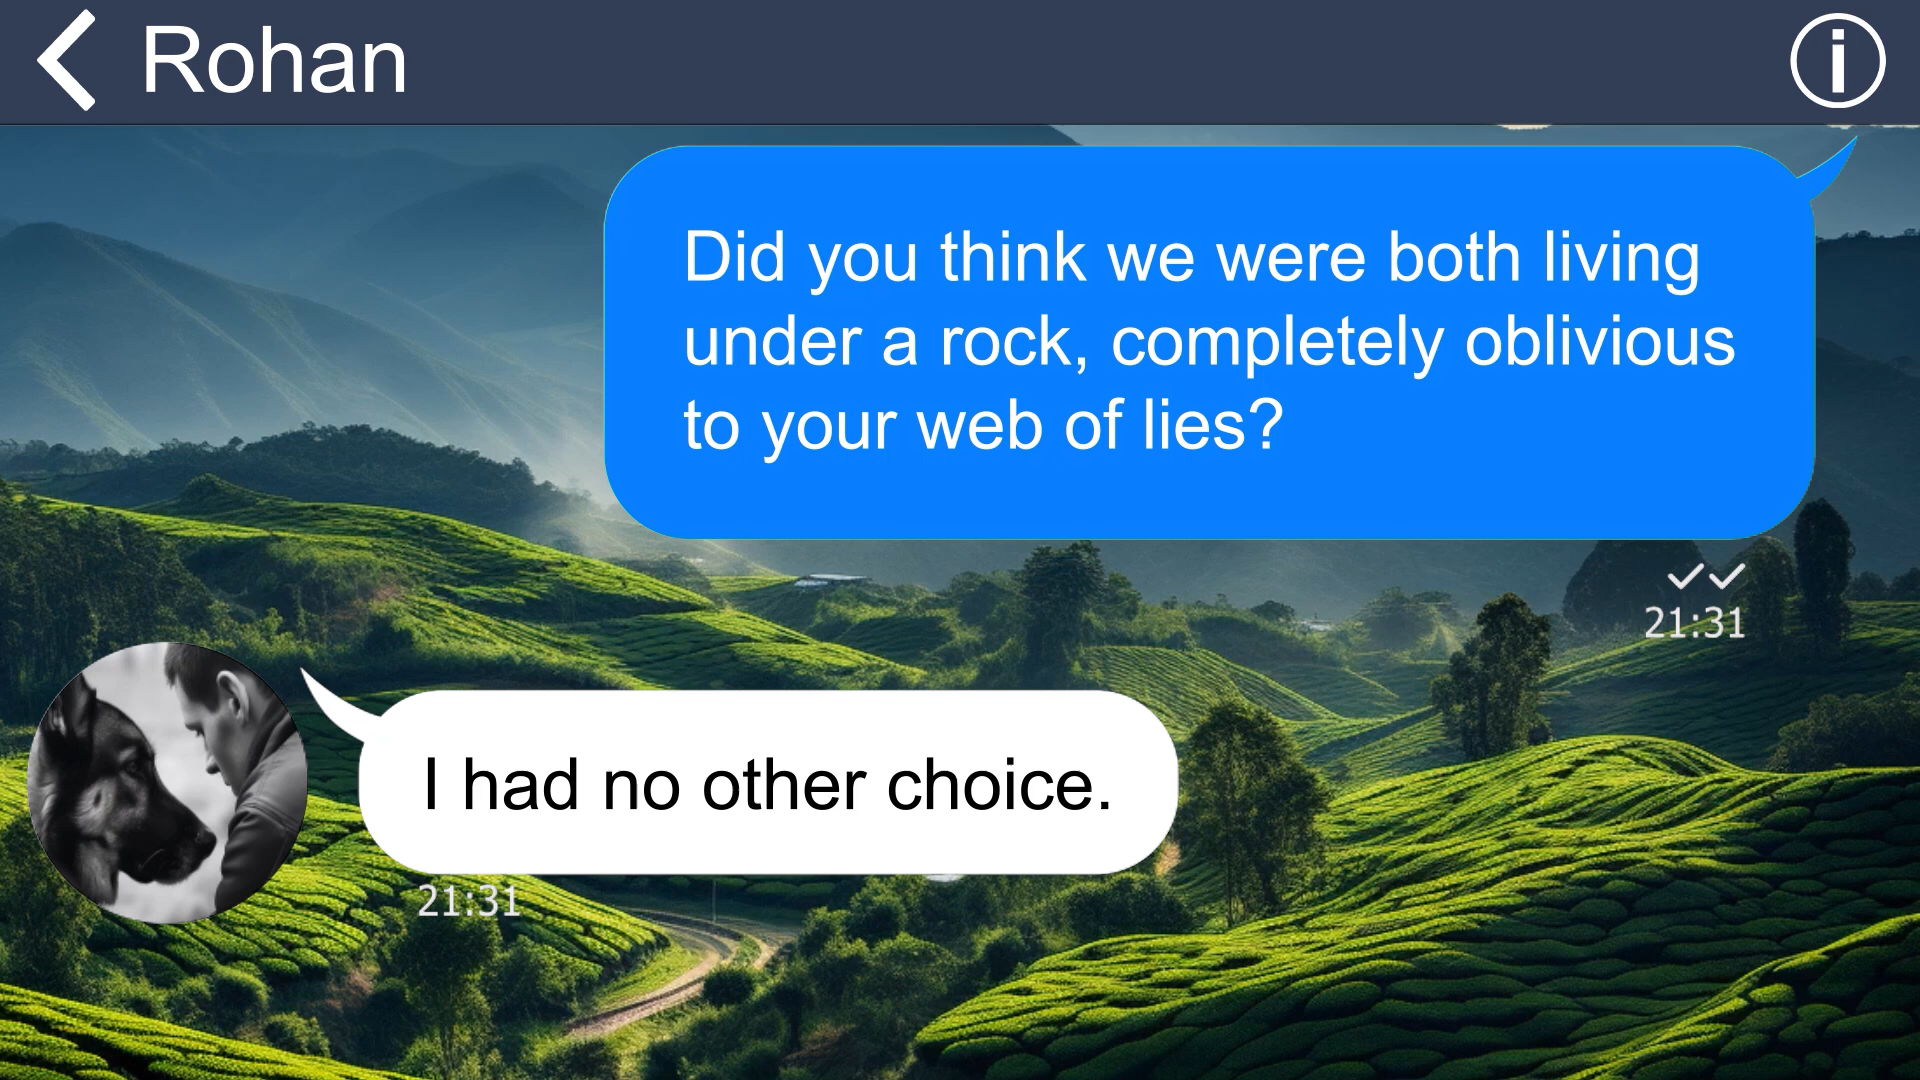 Rohan
Did you think we were both living
under a rock, completely oblivious
to your web of lies?
21:31
I had no other choice.
21:31